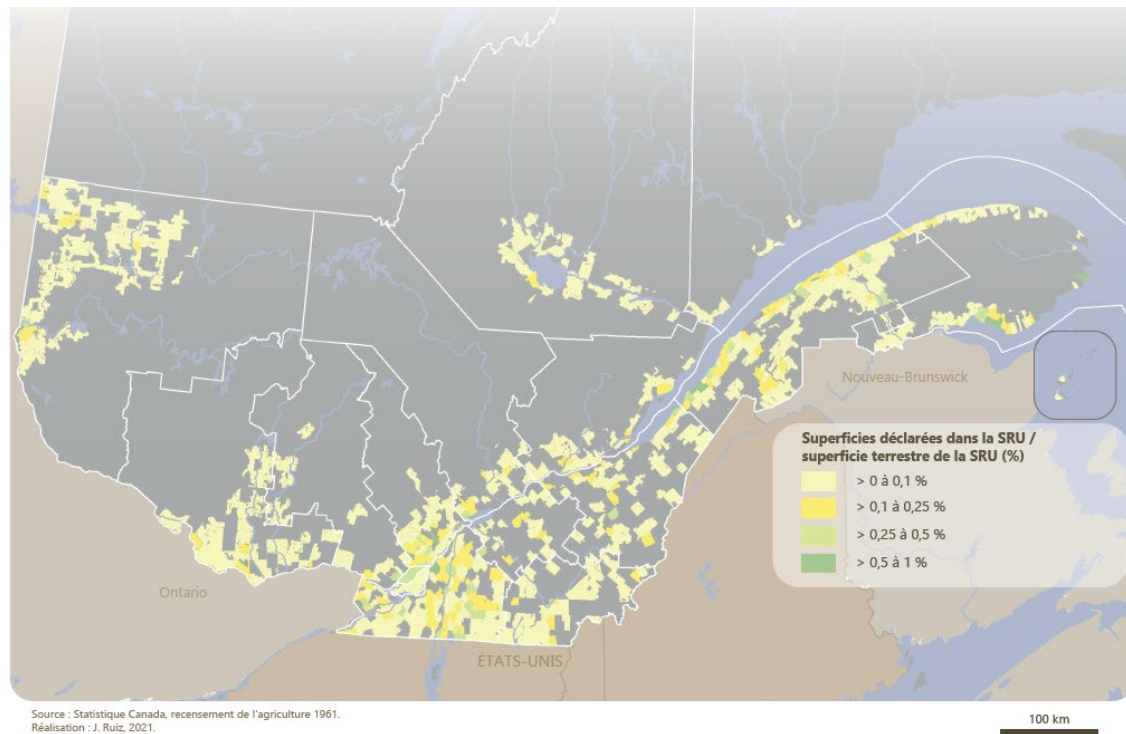 Nouveau-Brunswick
Superficies déclarées dans la SRU /
superficie terrestre de la SRU (%)
> 0 à 0,1 %
> 0,1 à 0,25 %
> 0,25 à 0,5 %
> 0,5 à 1 %
Ontario
ÉTATS-UNIS
Source : Statistique Canada, recensement de l'agriculture 1961.
Réalisation : J. Ruiz, 2021.
100 km